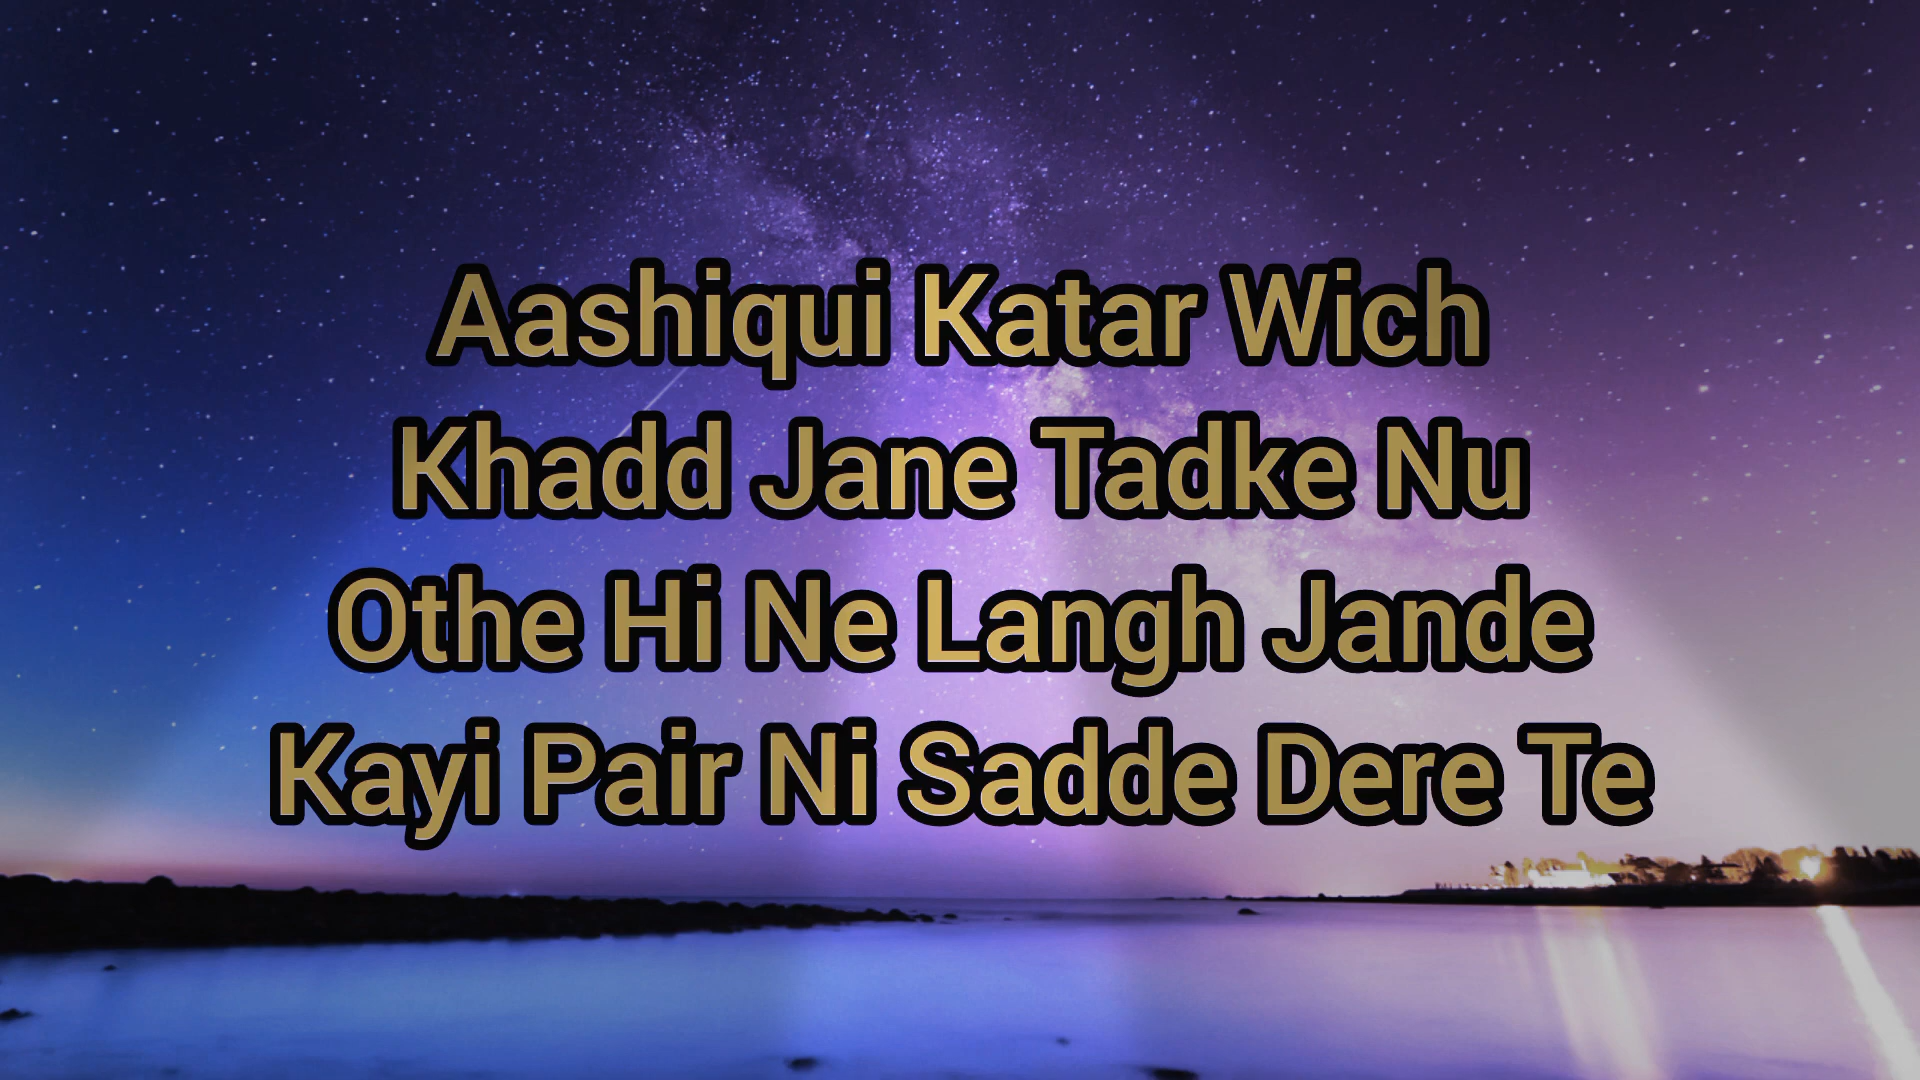 Aashiqui Katar Wich
Khadd Jane Tadke Nu
Othe Hi Ne Langh Jande
Kayi Pair Ni Sadde Dere Te